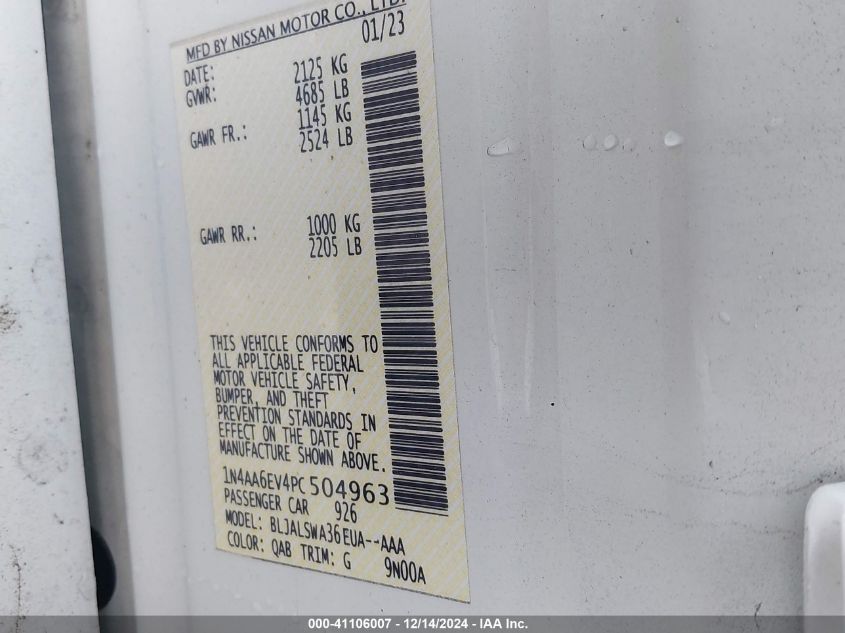 MFD BY NISSAN MOTOR CO., LTD.
DATE: 01/23
GVWR: 2125 KG
4685 LB
GAWR FR.: 1145 KG
2524 LB
GAWR RR.: 1000 KG
2205 LB
THIS VEHICLE CONFORMS TO
ALL APPLICABLE FEDERAL
MOTOR VEHICLE SAFETY,
BUMPER, AND THEFT
PREVENTION STANDARDS IN
EFFECT ON THE DATE OF
MANUFACTURE SHOWN ABOVE.
1N4AA6EV4PC504963
PASSENGER CAR 926
MODEL: BLJALSWA36EUA--AAA
COLOR: QAB TRIM: G 9N00A
000-41106007 - 12/14/2024 - IAA Inc.